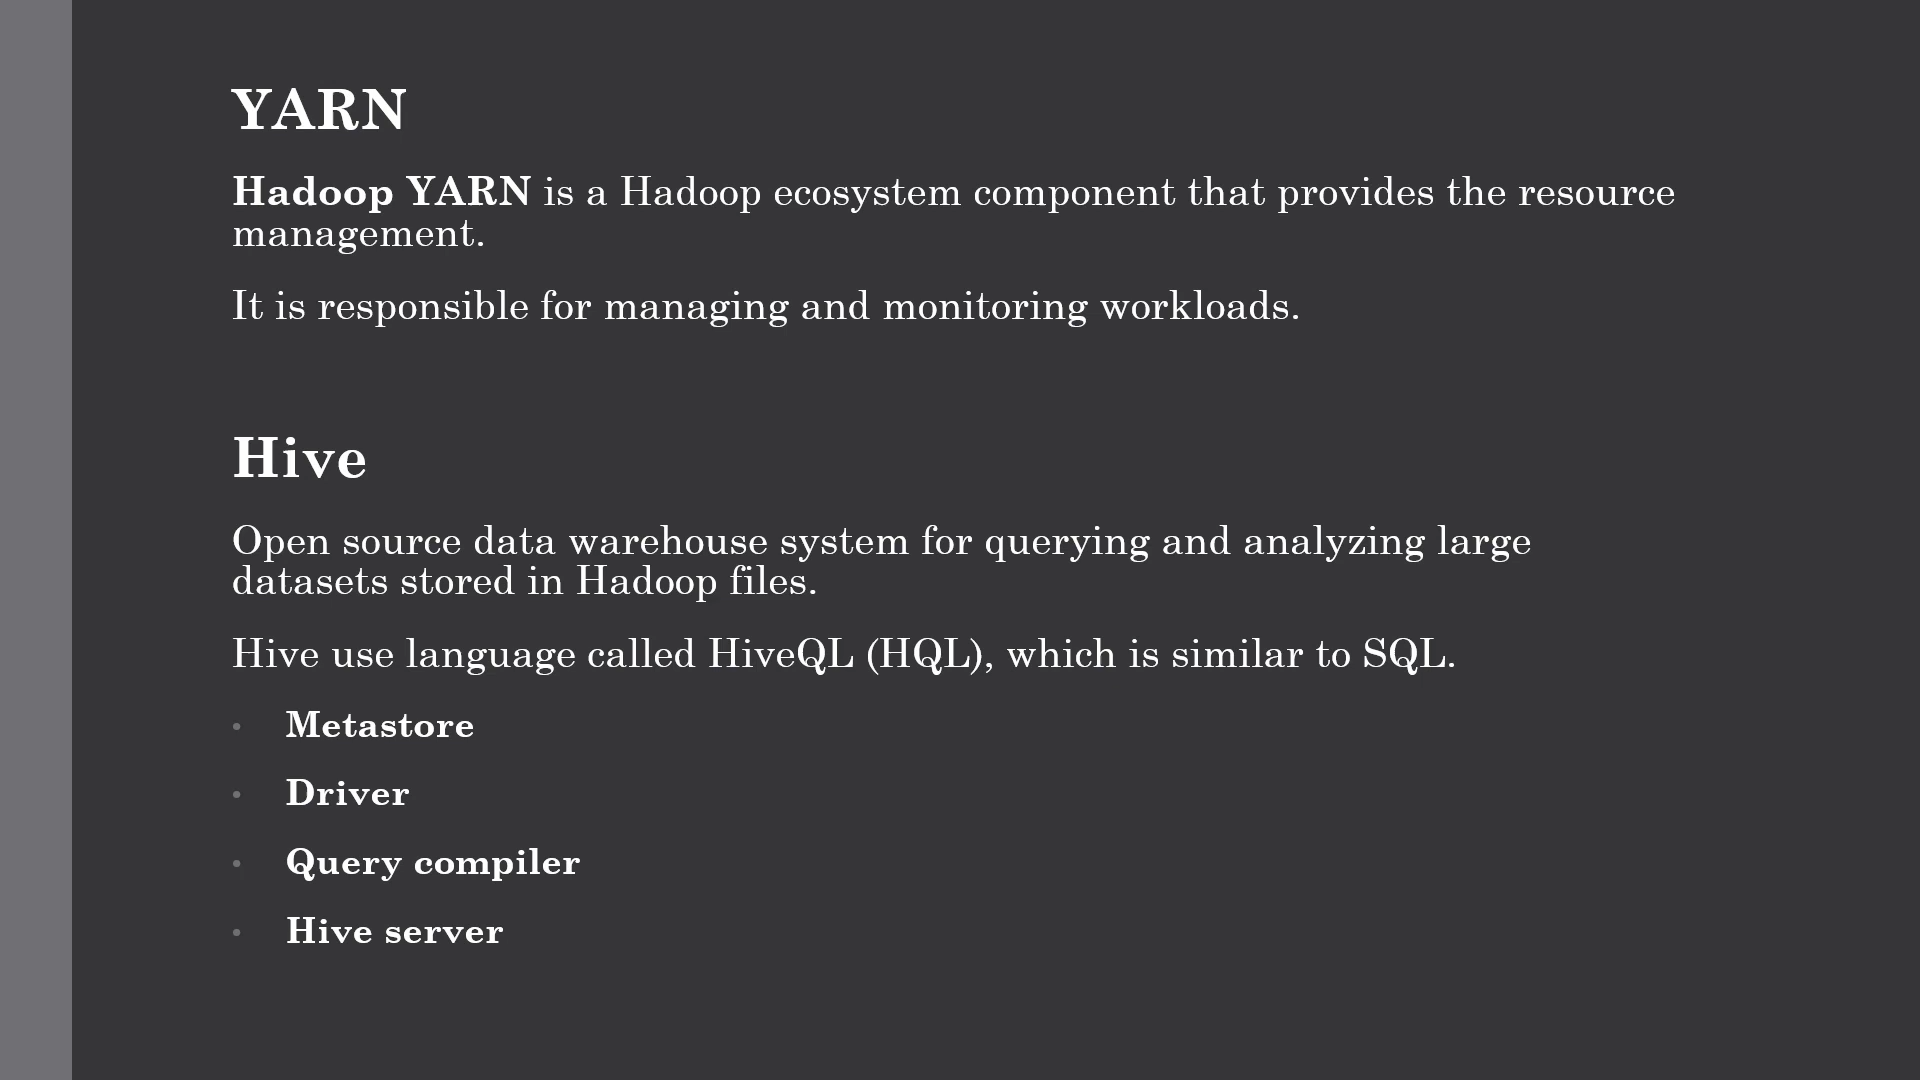 YARN
Hadoop YARN is a Hadoop ecosystem component that provides the resource
management.
It is responsible for managing and monitoring workloads.
Hive
Open source data warehouse system for querying and analyzing large
datasets stored in Hadoop files.
Hive use language called HiveQL (HQL), which is similar to SQL.
• Metastore
• Driver
• Query compiler
• Hive server